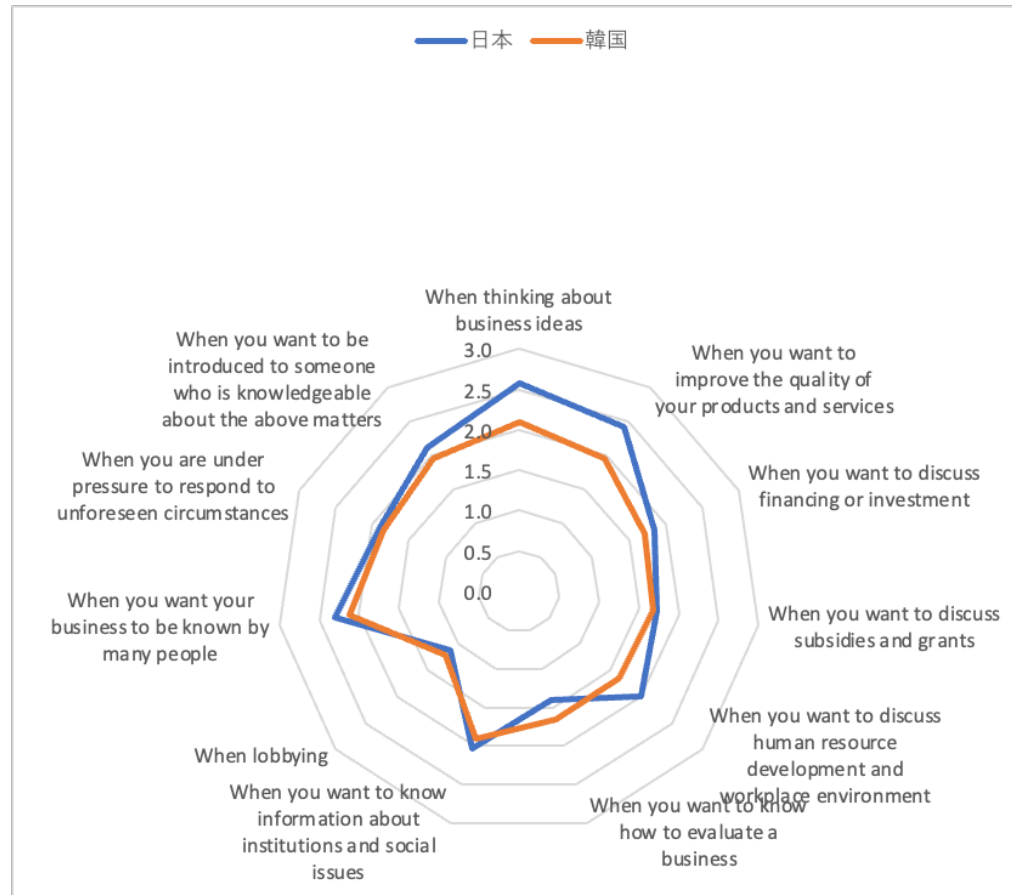 日本
韓国
When thinking about
business ideas
When you want to
improve the quality of
your products and services
When you want to discuss
financing or investment
When you want to discuss
subsidies and grants
When you want to discuss
human resource
development and
workplace environment
When you want to know
how to evaluate a
business
When you want to know
information about
institutions and social
issues
When lobbying
When you want your
business to be known by
many people
When you are under
pressure to respond to
unforeseen circumstances
When you want to be
introduced to someone
who is knowledgeable
about the above matters
3.0
2.5
2.0
1.5
1.0
0.5
0.0